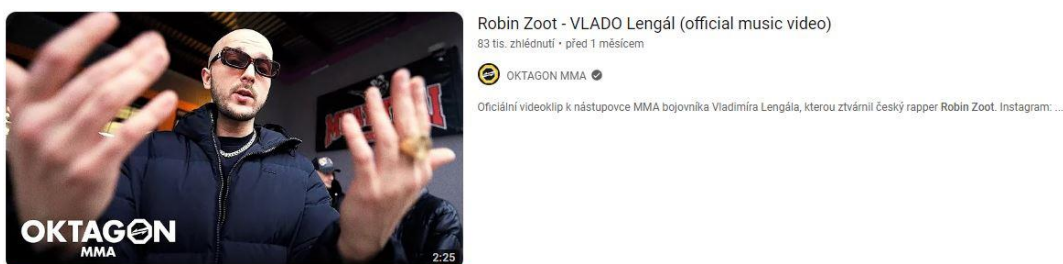 Robin Zoot - VLADO Lengál (official music video)
83 tis. zhlédnutí • před 1 měsícem
OKTAGON MMA
Oficiální videoklip k nástupovce MMA bojovníka Vladimíra Lengála, kterou ztvárnil český rapper Robin Zoot. Instagram: ...
OKTAGON
MMA
2:25